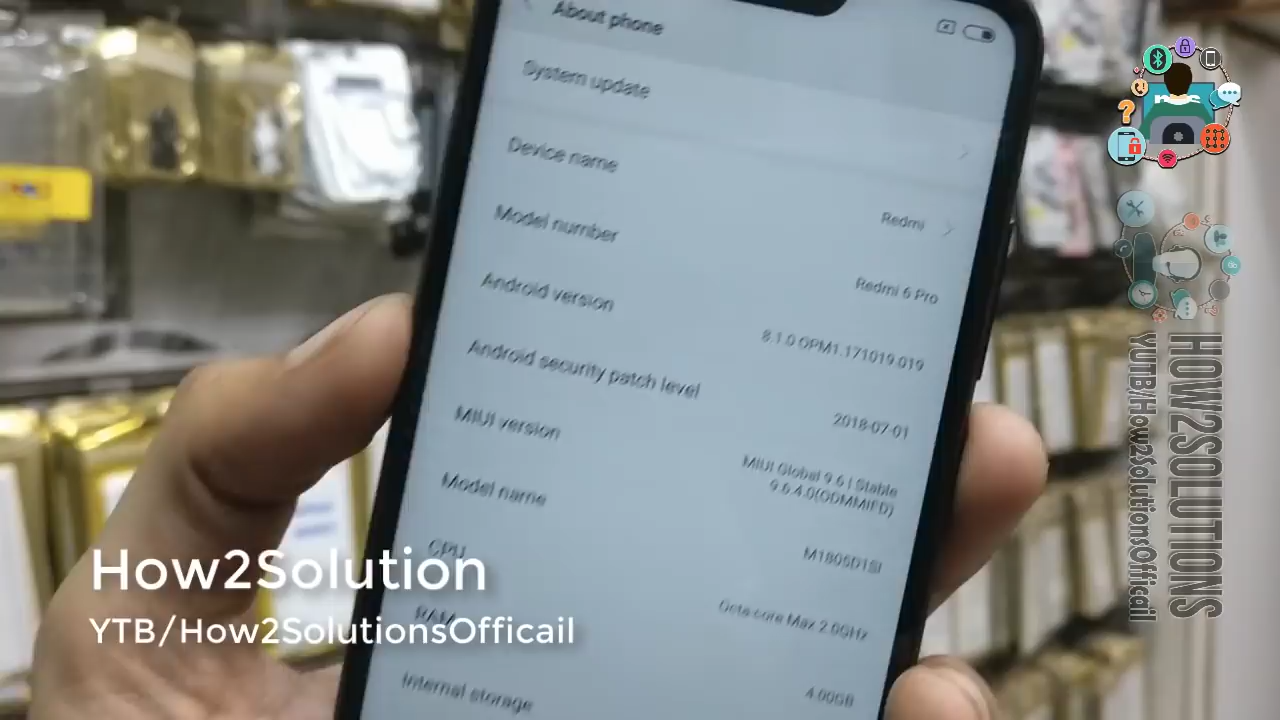 About phone
System update
Device name
Redmi
Model number
Redmi 6 Pro
Android version
8.1.0 OPM1.171019.019
Android security patch level
2018-07-01
MIUI version
MIUI Global 9.6 | Stable
9.6.4.0(ODMMIFD)
Model name
M1805D1SI
CPU
Octa core Max 2.0GHz
RAM
4.00GB
Internal storage
How2Solution
YTB/How2SolutionsOfficail
HOW2SOLUTIONS
YUTB/How2SolutionsOfficail